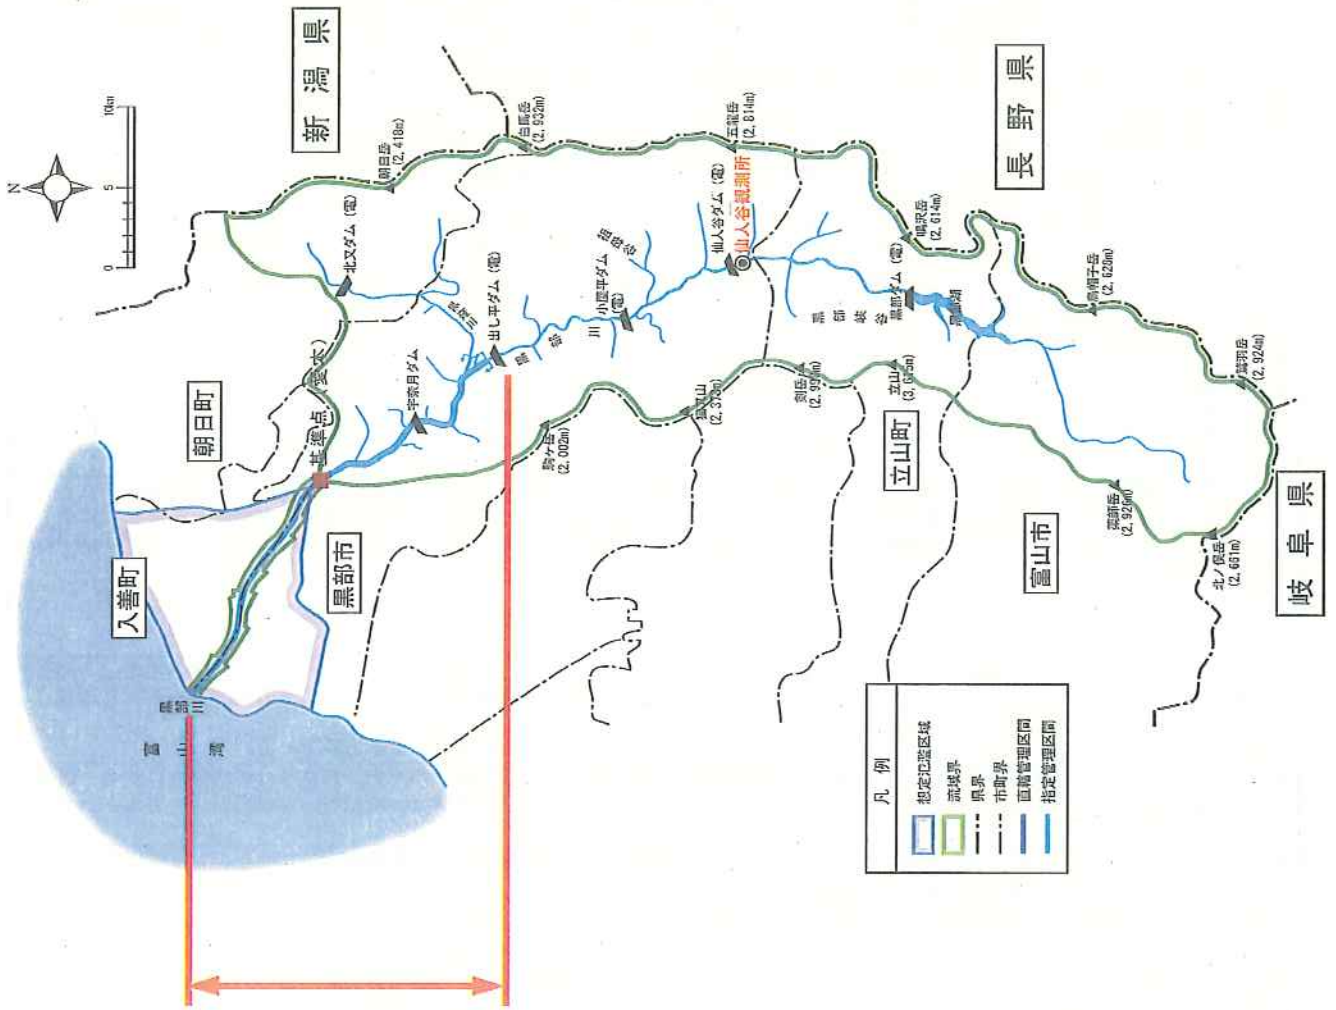 N
0 5 10km
新潟県
朝日岳
(2,418m)
白馬岳
(2,932m)
五龍岳
(2,814m)
長野県
鳴沢岳
(2,614m)
烏帽子岳
(2,628m)
鷲羽岳
(2,924m)
岐阜県
北ノ俣岳
(2,661m)
薬師岳
(2,926m)
富山市
立山町
立山
剱岳
猫又山
駒ケ岳
(2,002m)
朝日町
入善町
黒部市
基準点（愛本）
黒部川
富山湾
北又ダム（電）
宇奈月ダム
出し平ダム（電）
黒部川
小屋平ダム
（電）
祖母谷
仙人谷ダム（電）
仙人谷観測所
黒部峡谷
黒部ダム（電）
黒部湖
凡例
想定氾濫区域
流域界
県界
市町界
直轄管理区間
指定管理区間